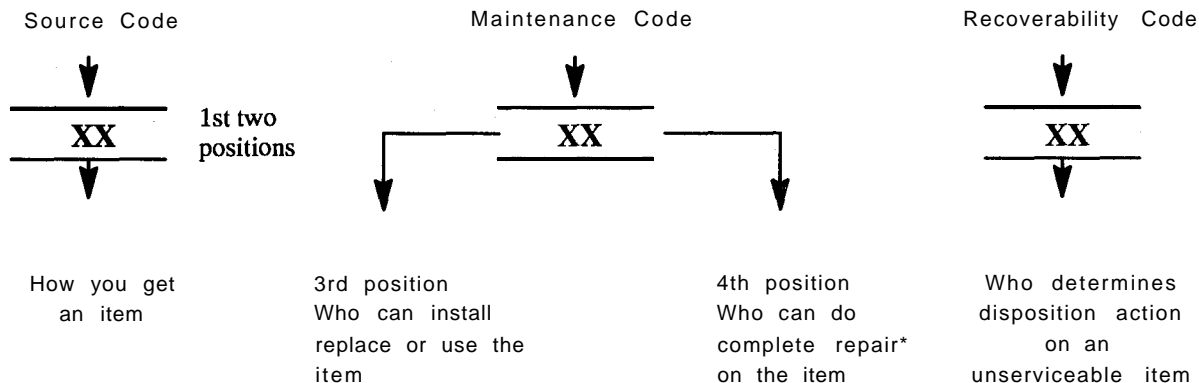 Source Code
Maintenance Code
Recoverability Code
XX
1st two
positions
XX
XX
How you get
an item
3rd position
Who can install
replace or use the
item
4th position
Who can do
complete repair*
on the item
Who determines
disposition action
on an
unserviceable item